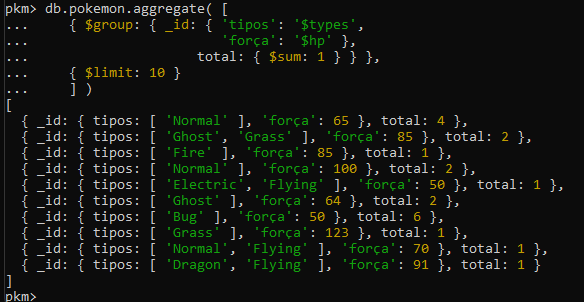 pkm> db.pokemon.aggregate( [
...     { $group: { _id: { 'tipos': '$types',
...                        'força': '$hp' },
...                     total: { $sum: 1 } } },
...     { $limit: 10 }
...     ] )
[
  { _id: { tipos: [ 'Normal' ], 'força': 65 }, total: 4 },
  { _id: { tipos: [ 'Ghost', 'Grass' ], 'força': 85 }, total: 2 },
  { _id: { tipos: [ 'Fire' ], 'força': 85 }, total: 1 },
  { _id: { tipos: [ 'Normal' ], 'força': 100 }, total: 2 },
  { _id: { tipos: [ 'Electric', 'Flying' ], 'força': 50 }, total: 1 },
  { _id: { tipos: [ 'Ghost' ], 'força': 64 }, total: 2 },
  { _id: { tipos: [ 'Bug' ], 'força': 50 }, total: 6 },
  { _id: { tipos: [ 'Grass' ], 'força': 123 }, total: 1 },
  { _id: { tipos: [ 'Normal', 'Flying' ], 'força': 70 }, total: 1 },
  { _id: { tipos: [ 'Dragon', 'Flying' ], 'força': 91 }, total: 1 }
]
pkm>